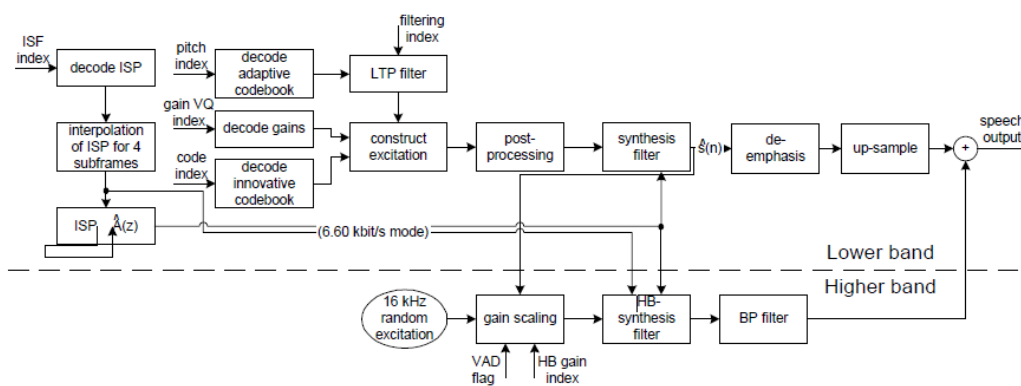 filtering
index
ISF
index
decode ISP
pitch
index
decode
adaptive
codebook
LTP filter
gain VQ
index
decode gains
interpolation
of ISP for 4
subframes
construct
excitation
post-
processing
synthesis
filter
ŝ(n)
de-
emphasis
up-sample
speech
output
+
code
index
decode
innovative
codebook
ISP Â(z)
(6.60 kbit/s mode)
Lower band
Higher band
16 kHz
random
excitation
gain scaling
HB-
synthesis
filter
BP filter
VAD
flag
HB gain
index